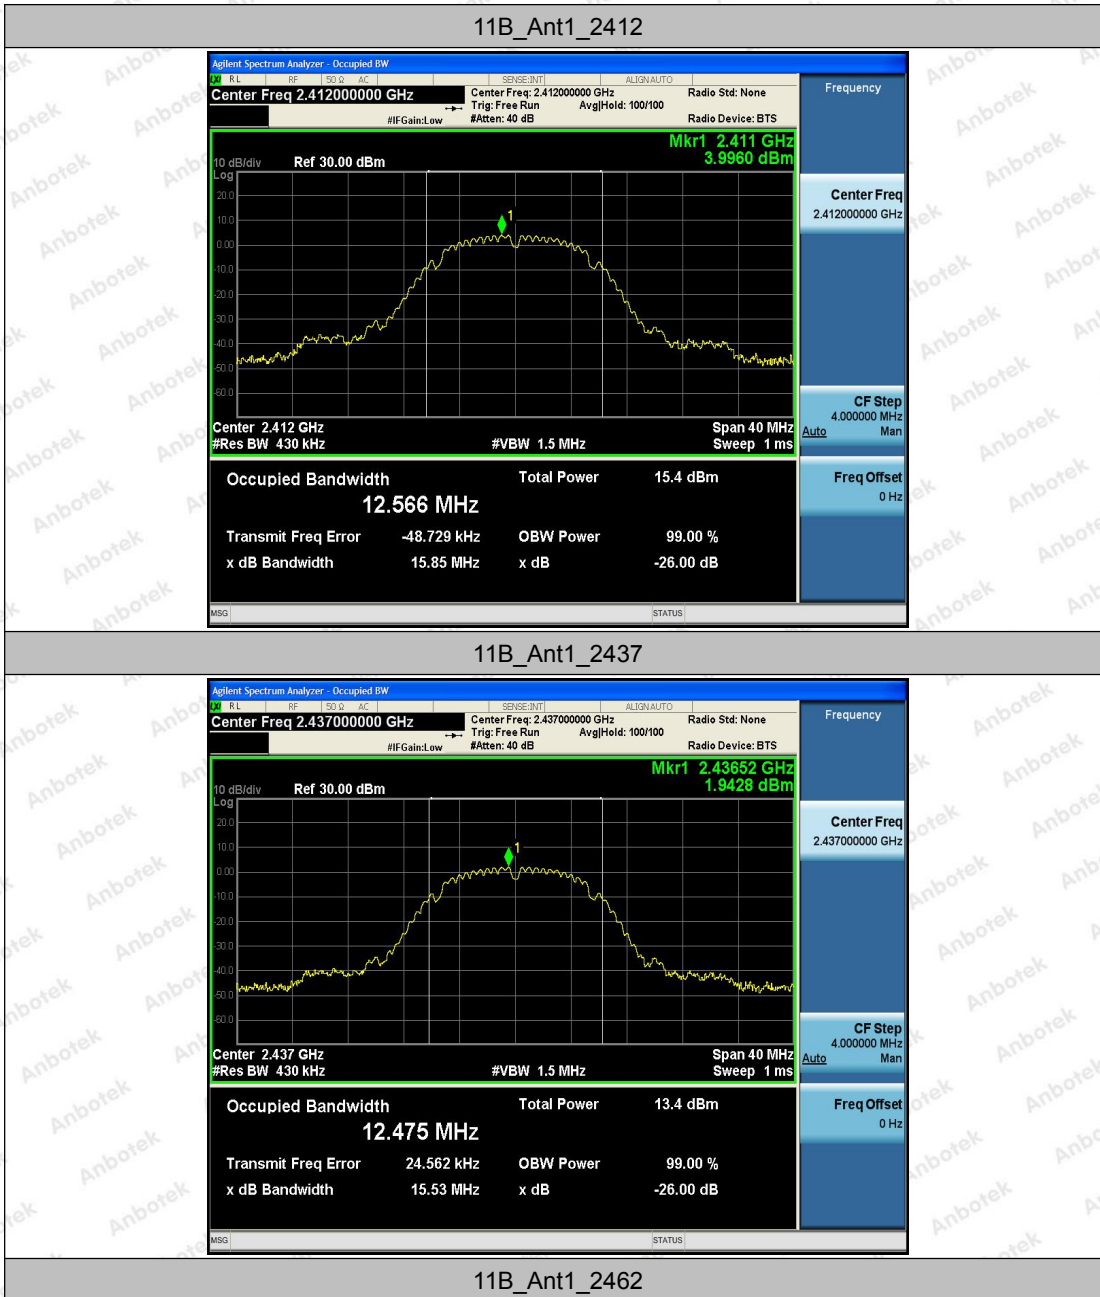 11B_Ant1_2412
Agilent Spectrum Analyzer - Occupied BW
LXI RL RF 50 Ω AC SENSE:INT ALIGNAUTO
Center Freq 2.412000000 GHz
Center Freq: 2.412000000 GHz
Radio Std: None
Trig: Free Run Avg|Hold: 100/100
#IFGain:Low #Atten: 40 dB
Radio Device: BTS
Mkr1 2.411 GHz
3.9960 dBm
10 dB/div Ref 30.00 dBm
Log
20.0
10.0
0.00
-10.0
-20.0
-30.0
-40.0
-50.0
-60.0
1
Center 2.412 GHz Span 40 MHz
#Res BW 430 kHz #VBW 1.5 MHz Sweep 1 ms
Occupied Bandwidth Total Power 15.4 dBm
12.566 MHz
Transmit Freq Error -48.729 kHz OBW Power 99.00 %
x dB Bandwidth 15.85 MHz x dB -26.00 dB
MSG STATUS
Frequency
Center Freq
2.412000000 GHz
CF Step
4.000000 MHz
Auto Man
Freq Offset
0 Hz
11B_Ant1_2437
Agilent Spectrum Analyzer - Occupied BW
LXI RL RF 50 Ω AC SENSE:INT ALIGNAUTO
Center Freq 2.437000000 GHz
Center Freq: 2.437000000 GHz
Radio Std: None
Trig: Free Run Avg|Hold: 100/100
#IFGain:Low #Atten: 40 dB
Radio Device: BTS
Mkr1 2.43652 GHz
1.9428 dBm
10 dB/div Ref 30.00 dBm
Log
20.0
10.0
0.00
-10.0
-20.0
-30.0
-40.0
-50.0
-60.0
1
Center 2.437 GHz Span 40 MHz
#Res BW 430 kHz #VBW 1.5 MHz Sweep 1 ms
Occupied Bandwidth Total Power 13.4 dBm
12.475 MHz
Transmit Freq Error 24.562 kHz OBW Power 99.00 %
x dB Bandwidth 15.53 MHz x dB -26.00 dB
MSG STATUS
Frequency
Center Freq
2.437000000 GHz
CF Step
4.000000 MHz
Auto Man
Freq Offset
0 Hz
11B_Ant1_2462
Anbotek